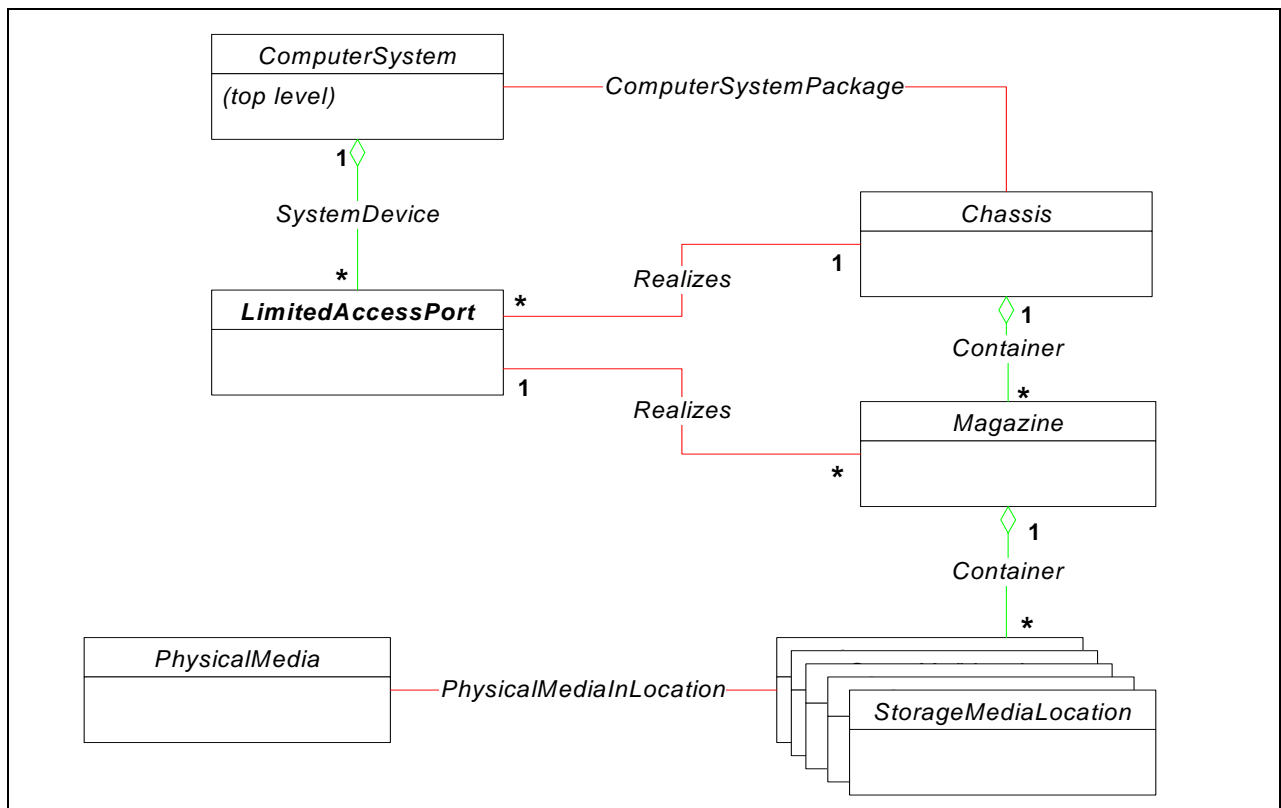 ComputerSystem
(top level)
ComputerSystemPackage
1
SystemDevice
*
Chassis
1
Realizes
*
LimitedAccessPort
1
Container
*
1
Realizes
*
Magazine
1
Container
*
PhysicalMedia
PhysicalMediaInLocation
StorageMediaLocation